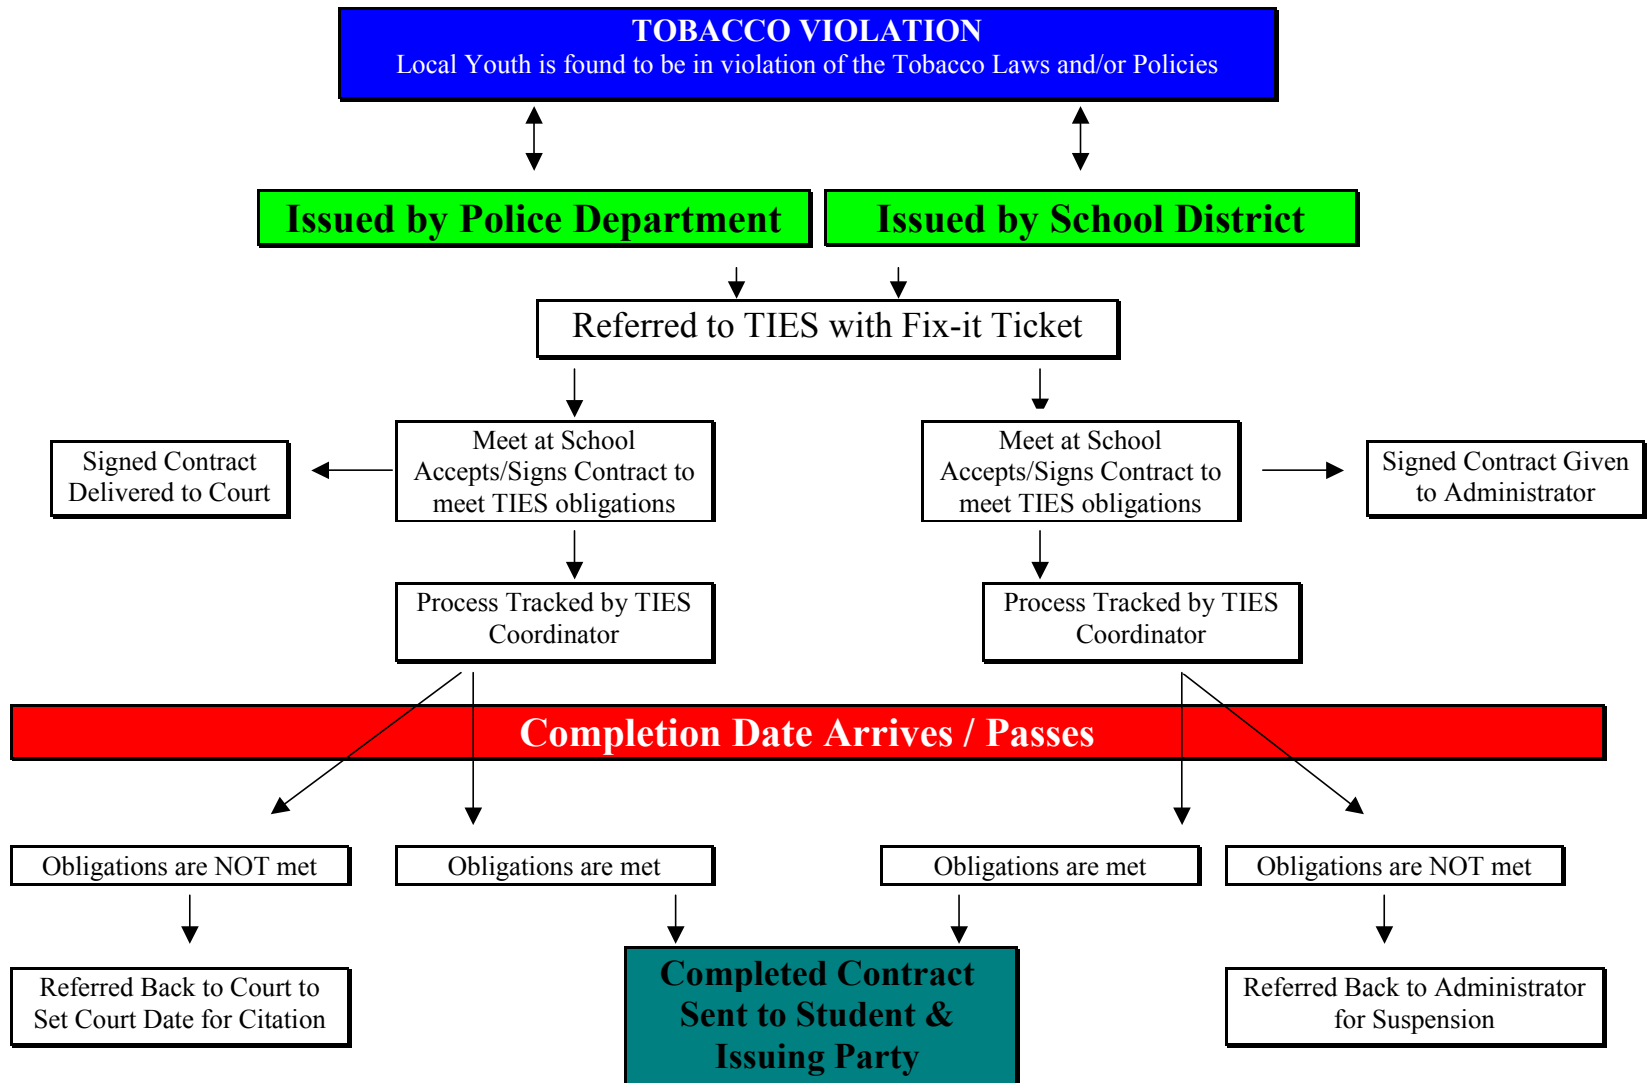 TOBACCO VIOLATION
Local Youth is found to be in violation of the Tobacco Laws and/or Policies
Issued by Police Department
Issued by School District
Referred to TIES with Fix-it Ticket
Signed Contract
Delivered to Court
Meet at School
Accepts/Signs Contract to
meet TIES obligations
Meet at School
Accepts/Signs Contract to
meet TIES obligations
Signed Contract Given
to Administrator
Process Tracked by TIES
Coordinator
Process Tracked by TIES
Coordinator
Completion Date Arrives / Passes
Obligations are NOT met
Obligations are met
Obligations are met
Obligations are NOT met
Referred Back to Court to
Set Court Date for Citation
Completed Contract
Sent to Student &
Issuing Party
Referred Back to Administrator
for Suspension